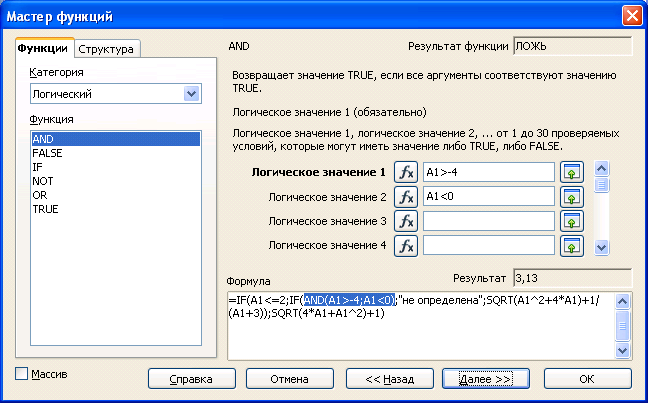 Мастер функций
Функции Структура
Категория
Логический
Функция
AND
FALSE
IF
NOT
OR
TRUE
AND Результат функции ЛОЖЬ
Возвращает значение TRUE, если все аргументы соответствуют значению
TRUE.
Логическое значение 1 (обязательно)
Логическое значение 1, логическое значение 2, ... от 1 до 30 проверяемых
условий, которые могут иметь значение либо TRUE, либо FALSE.
Логическое значение 1 fx A1>-4
Логическое значение 2 fx A1<0
Логическое значение 3 fx
Логическое значение 4 fx
Формула Результат 3,13
=IF(A1<=2;IF(AND(A1>-4;A1<0);"не определена";SQRT(A1^2+4*A1)+1/
(A1+3));SQRT(4*A1+A1^2)+1)
Массив Справка Отмена << Назад Далее >> ОК